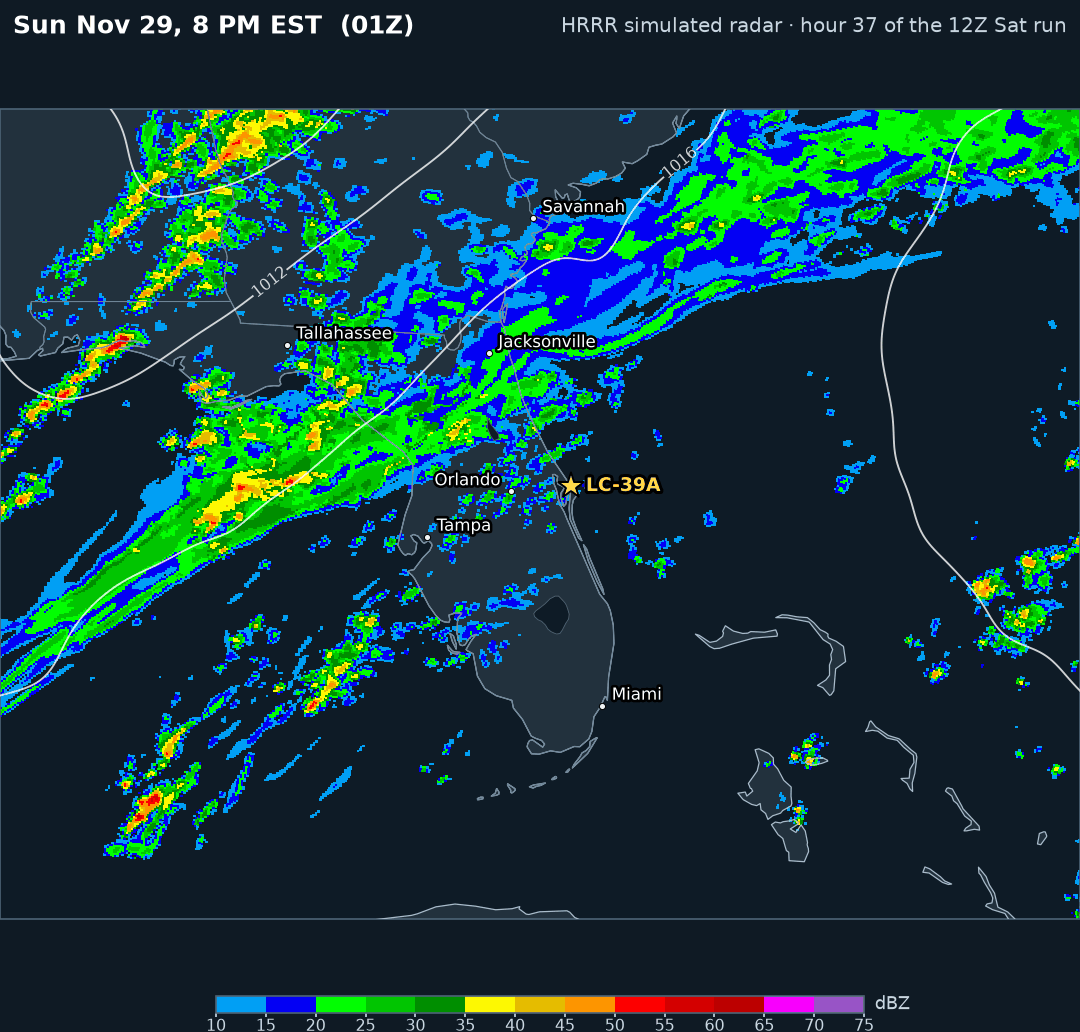 Sun Nov 29, 8 PM EST (01Z)
HRRR simulated radar · hour 37 of the 12Z Sat run
1016
Savannah
1012
Tallahassee
Jacksonville
Orlando
LC-39A
Tampa
Miami
dBZ
10 15 20 25 30 35 40 45 50 55 60 65 70 75